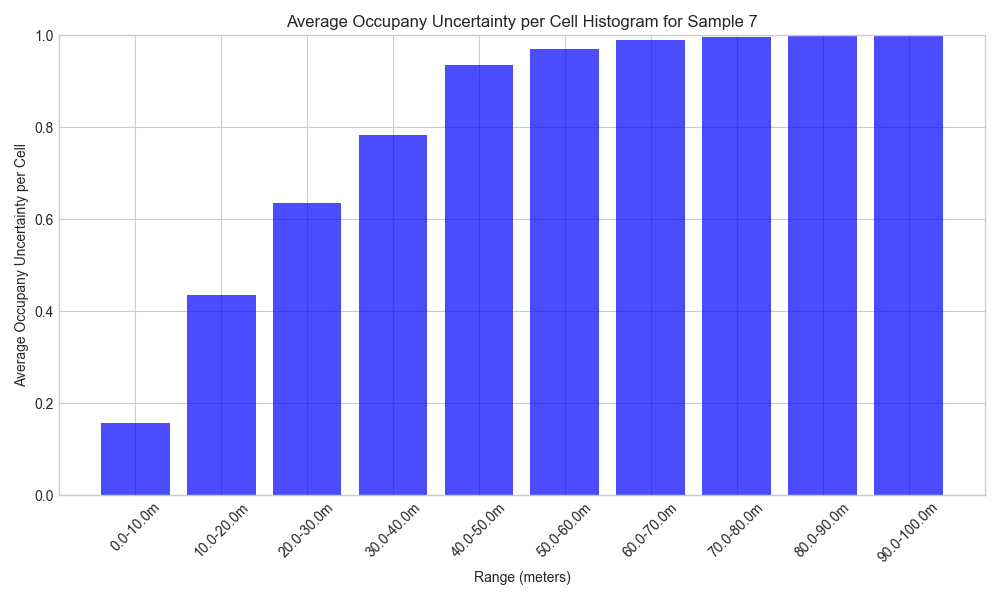 Average Occupany Uncertainty per Cell Histogram for Sample 7
Average Occupany Uncertainty per Cell
1.0
0.8
0.6
0.4
0.2
0.0
0.0-10.0m
10.0-20.0m
20.0-30.0m
30.0-40.0m
40.0-50.0m
50.0-60.0m
60.0-70.0m
70.0-80.0m
80.0-90.0m
90.0-100.0m
Range (meters)